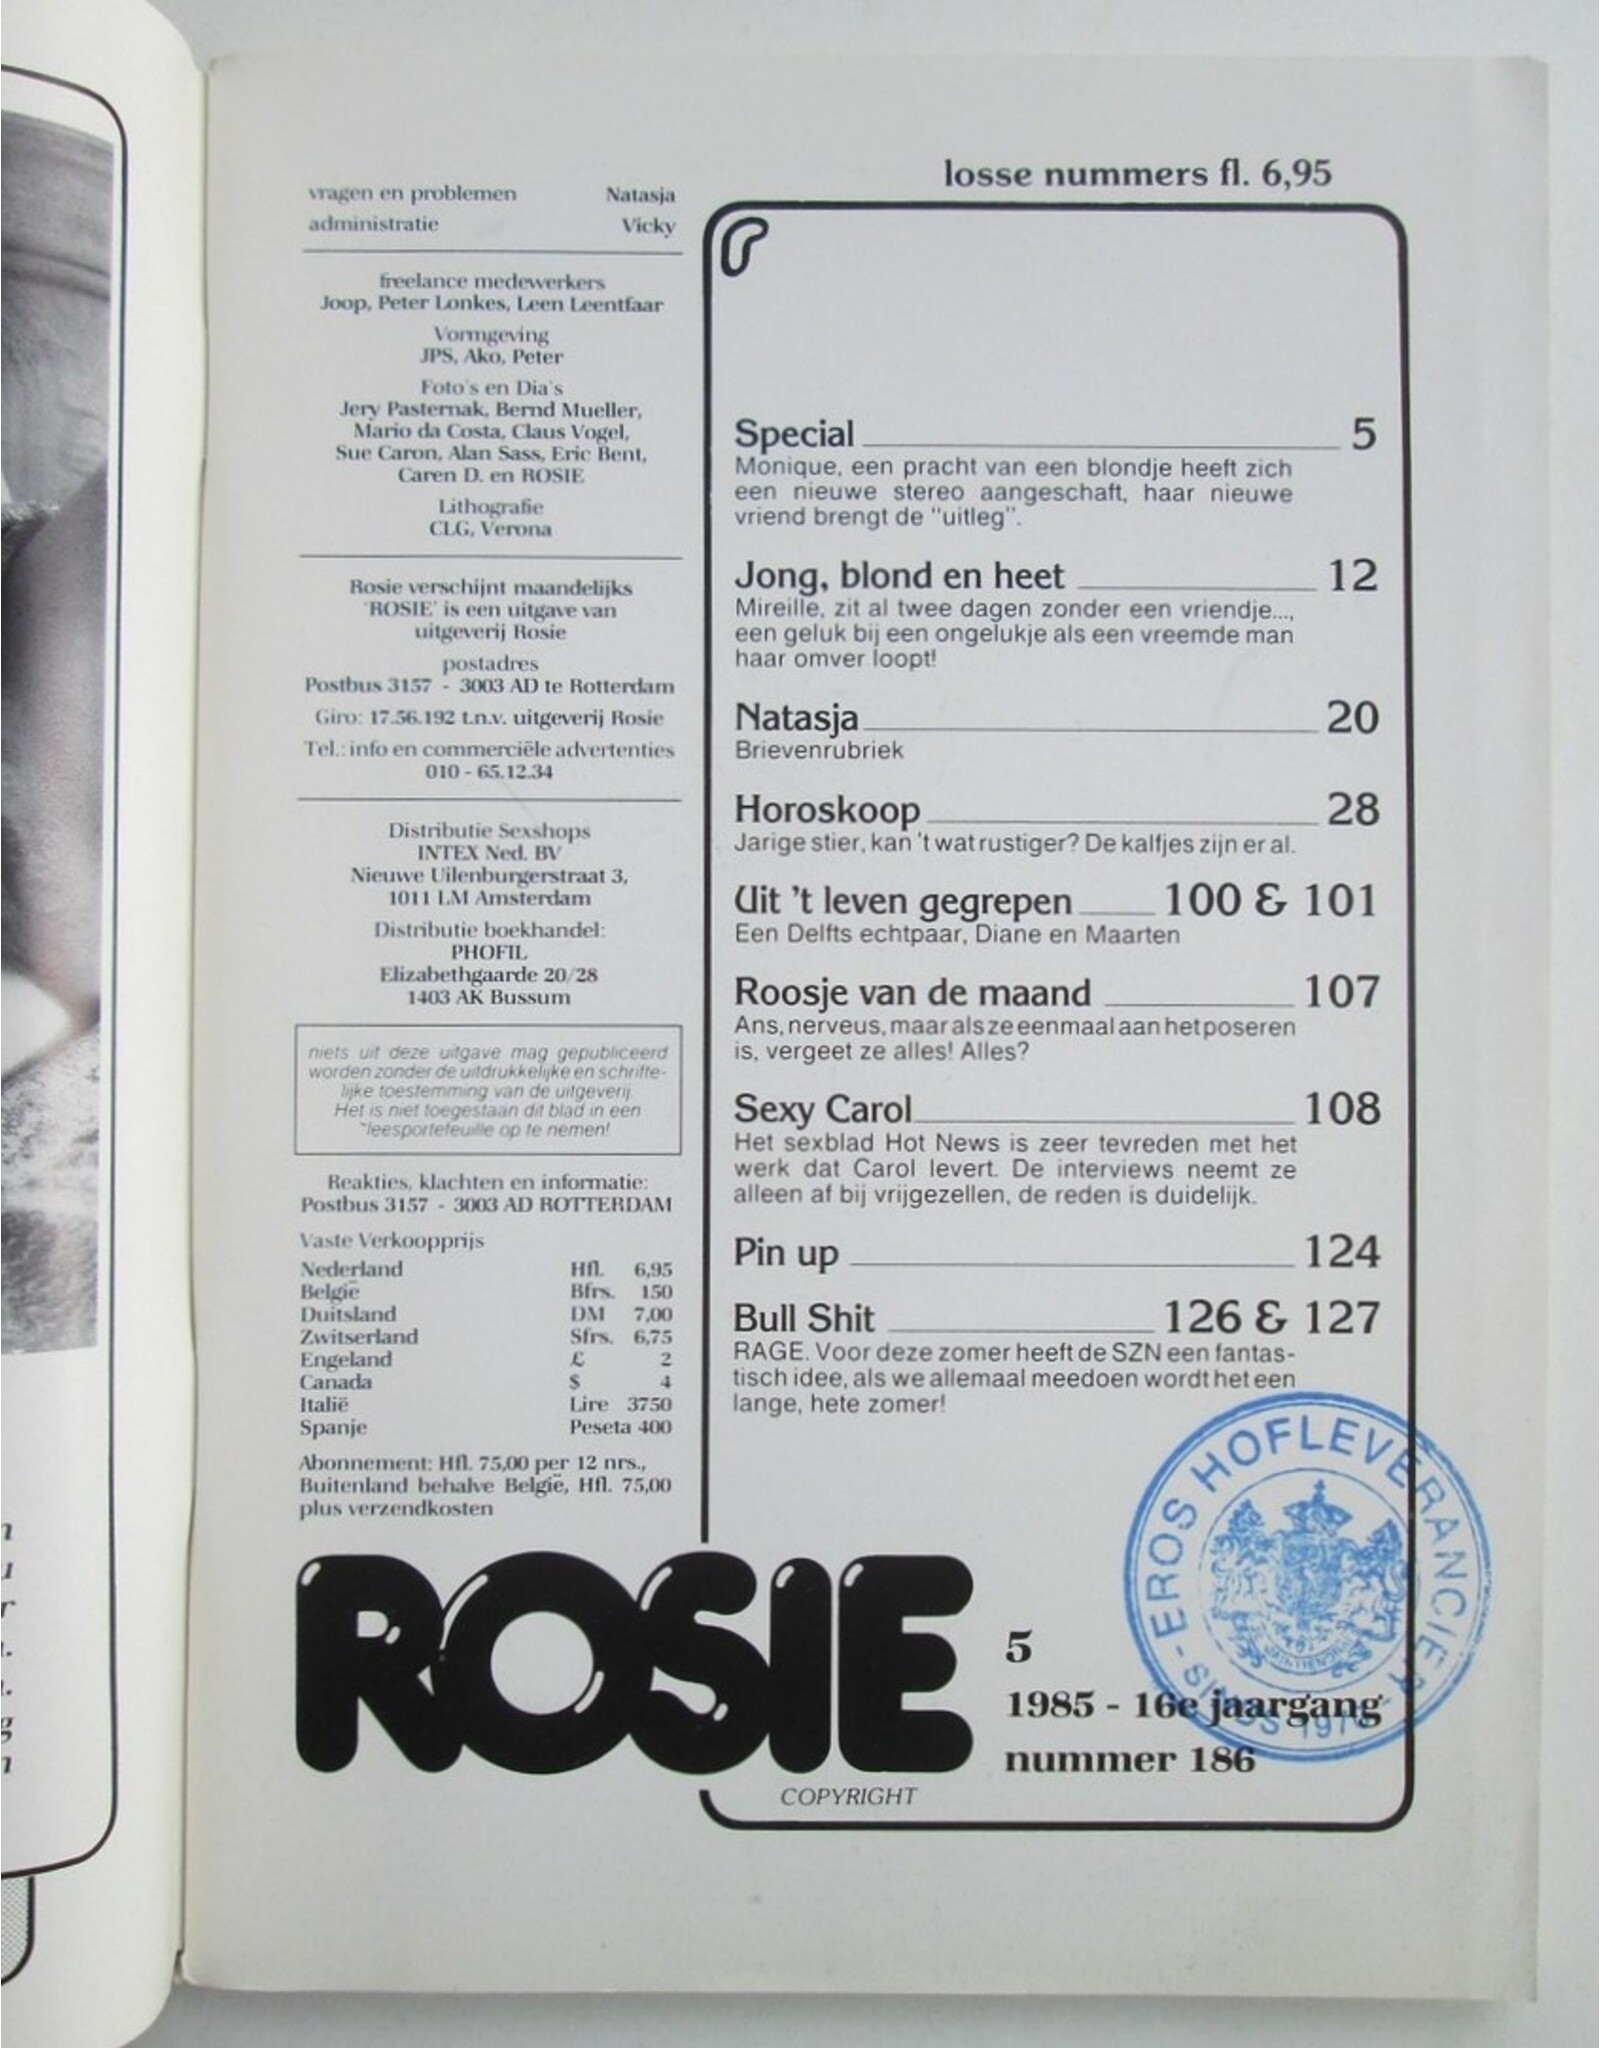 vragen en problemen Natasja
administratie Vicky
freelance medewerkers
Joop, Peter Lonkes, Leen Leentfaar
Vormgeving
JPS, Ako, Peter
Foto's en Dia's
Jery Pasternak, Bernd Mueller,
Mario da Costa, Claus Vogel,
Sue Caron, Alan Sass, Eric Bent,
Caren D. en ROSIE
Lithografie
CLG, Verona
Rosie verschijnt maandelijks
'ROSIE' is een uitgave van
uitgeverij Rosie
postadres
Postbus 3157 - 3003 AD te Rotterdam
Giro: 17.56.192 t.n.v. uitgeverij Rosie
Tel.: info en commerciële advertenties
010 - 65.12.34
Distributie Sexshops
INTEX Ned. BV
Nieuwe Uilenburgerstraat 3,
1011 LM Amsterdam
Distributie boekhandel:
PHOFIL
Elizabethgaarde 20/28
1403 AK Bussum
niets uit deze uitgave mag gepubliceerd
worden zonder de uitdrukkelijke en schrifte-
lijke toestemming van de uitgeverij.
Het is niet toegestaan dit blad in een
"leesportefeuille op te nemen!
Reakties, klachten en informatie:
Postbus 3157 - 3003 AD ROTTERDAM
Vaste Verkoopprijs
Nederland Hfl. 6,95
België Bfrs. 150
Duitsland DM 7,00
Zwitserland Sfrs. 6,75
Engeland £ 2
Canada $ 4
Italië Lire 3750
Spanje Peseta 400
Abonnement: Hfl. 75,00 per 12 nrs.,
Buitenland behalve België, Hfl. 75,00
plus verzendkosten
losse nummers fl. 6,95
r
Special 5
Monique, een pracht van een blondje heeft zich
een nieuwe stereo aangeschaft, haar nieuwe
vriend brengt de "uitleg".
Jong, blond en heet 12
Mireille, zit al twee dagen zonder een vriendje...,
een geluk bij een ongelukje als een vreemde man
haar omver loopt!
Natasja 20
Brievenrubriek
Horoskoop 28
Jarige stier, kan 't wat rustiger? De kalfjes zijn er al.
Uit 't leven gegrepen 100 & 101
Een Delfts echtpaar, Diane en Maarten
Roosje van de maand 107
Ans, nerveus, maar als ze eenmaal aan het poseren
is, vergeet ze alles! Alles?
Sexy Carol 108
Het sexblad Hot News is zeer tevreden met het
werk dat Carol levert. De interviews neemt ze
alleen af bij vrijgezellen, de reden is duidelijk.
Pin up 124
Bull Shit 126 & 127
RAGE. Voor deze zomer heeft de SZN een fantas-
tisch idee, als we allemaal meedoen wordt het een
lange, hete zomer!
EROS HOFLEVERANCIER
- SINDS
ROSIE
5
1985 - 16e jaargang
nummer 186
COPYRIGHT